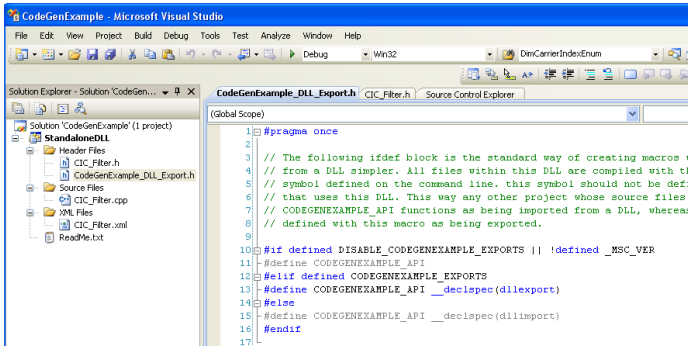 CodeGenExample - Microsoft Visual Studio
File Edit View Project Build Debug Tools Test Analyze Window Help
Debug Win32 DimCarrierIndexEnum
Solution Explorer - Solution 'CodeGen...
CodeGenExample_DLL_Export.h CIC_Filter.h Source Control Explorer
(Global Scope)
Solution 'CodeGenExample' (1 project)
StandaloneDLL
Header Files
CIC_Filter.h
CodeGenExample_DLL_Export.h
Source Files
CIC_Filter.cpp
XML Files
CIC_Filter.xml
ReadMe.txt
1 #pragma once
2
3 // The following ifdef block is the standard way of creating macros
4 // from a DLL simpler. All files within this DLL are compiled with
5 // symbol defined on the command line. this symbol should not be
6 // that uses this DLL. This way any other project whose source files
7 // CODEGENEXAMPLE_API functions as being imported from a DLL, whereas
8 // defined with this macro as being exported.
9
10 #if defined DISABLE_CODEGENEXAMPLE_EXPORTS || !defined _MSC_VER
11 #define CODEGENEXAMPLE_API
12 #elif defined CODEGENEXAMPLE_EXPORTS
13 #define CODEGENEXAMPLE_API __declspec(dllexport)
14 #else
15 #define CODEGENEXAMPLE_API __declspec(dllimport)
16 #endif
17